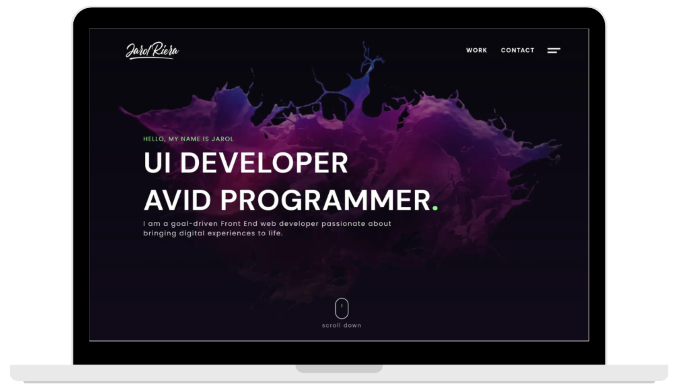 Jarol Riera
WORK CONTACT
HELLO, MY NAME IS JAROL
UI DEVELOPER
AVID PROGRAMMER.
I am a goal-driven Front End web developer passionate about
bringing digital experiences to life.
scroll down